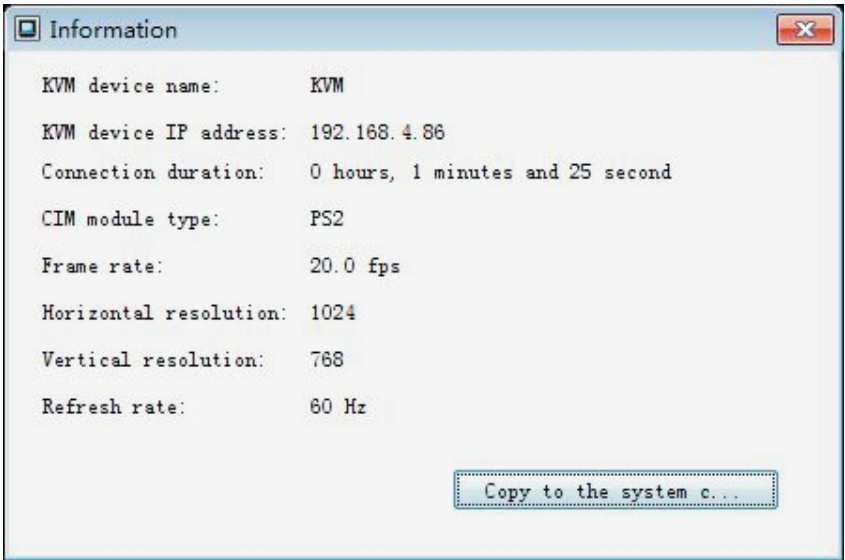 Information
KVM device name: KVM
KVM device IP address: 192.168.4.86
Connection duration: 0 hours, 1 minutes and 25 second
CIM module type: PS2
Frame rate: 20.0 fps
Horizontal resolution: 1024
Vertical resolution: 768
Refresh rate: 60 Hz
Copy to the system c...